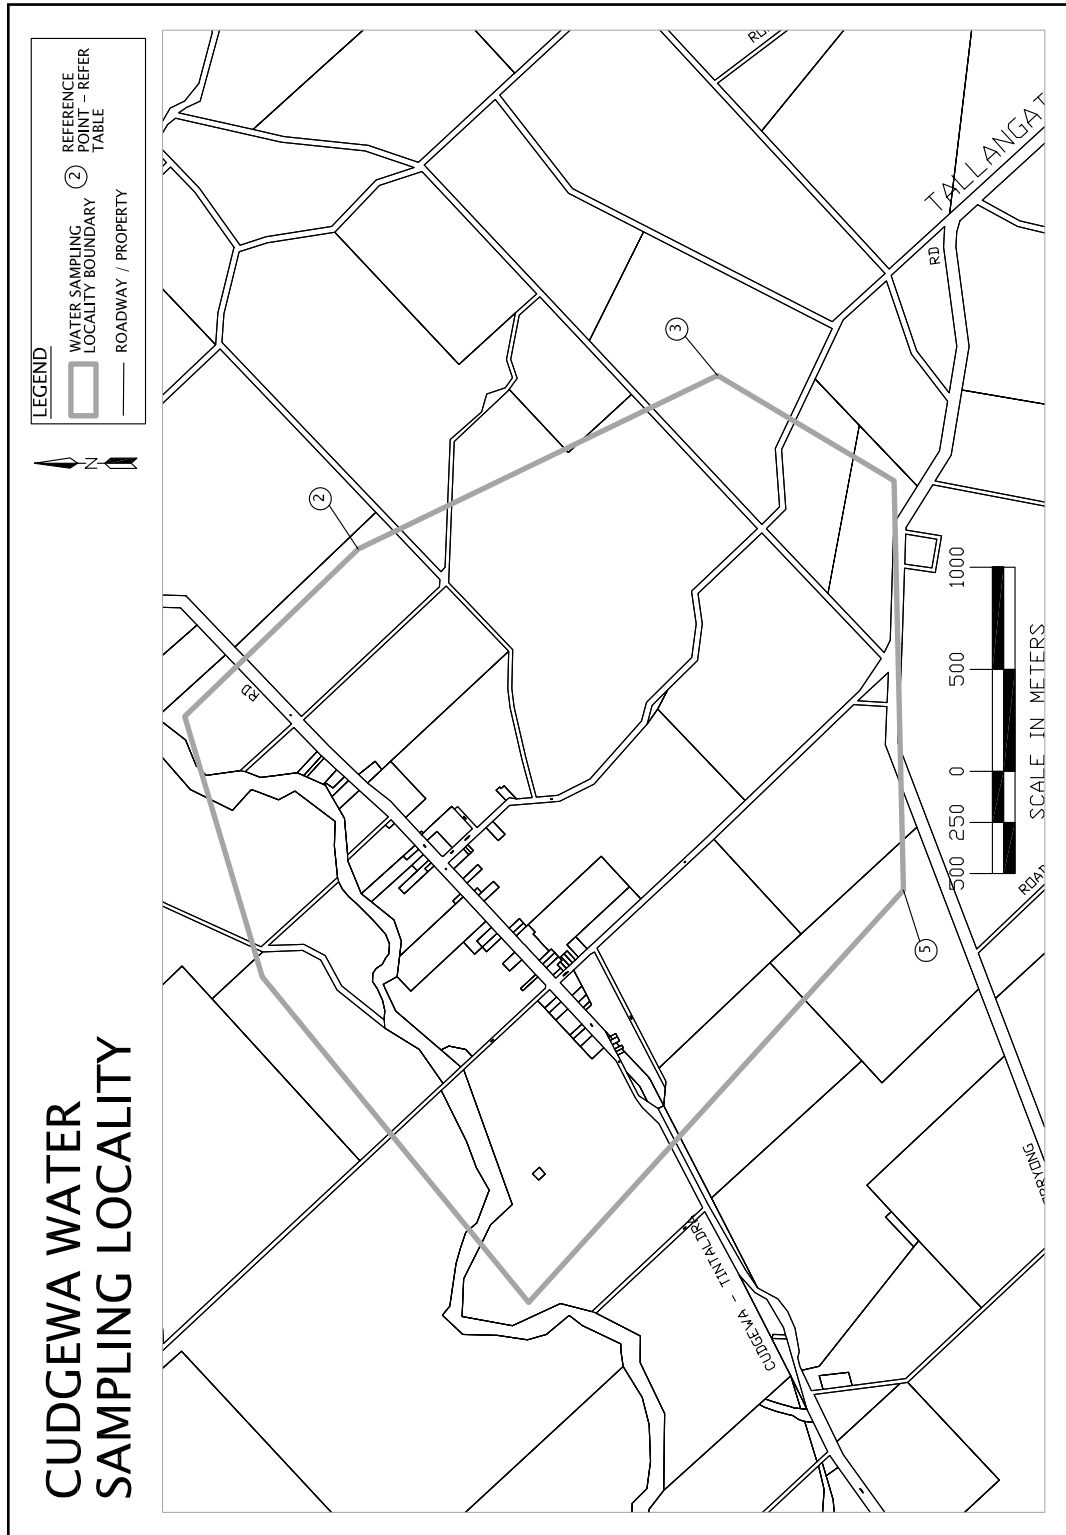 CUDGEWA WATER
SAMPLING LOCALITY
LEGEND
WATER SAMPLING
LOCALITY BOUNDARY
ROADWAY / PROPERTY
2
REFERENCE
POINT - REFER
TABLE
N
2
3
5
RD
RD
TALLANGAT
CUDGEWA - TINTALDRA
ROAD
500 250 0 500 1000
SCALE IN METERS